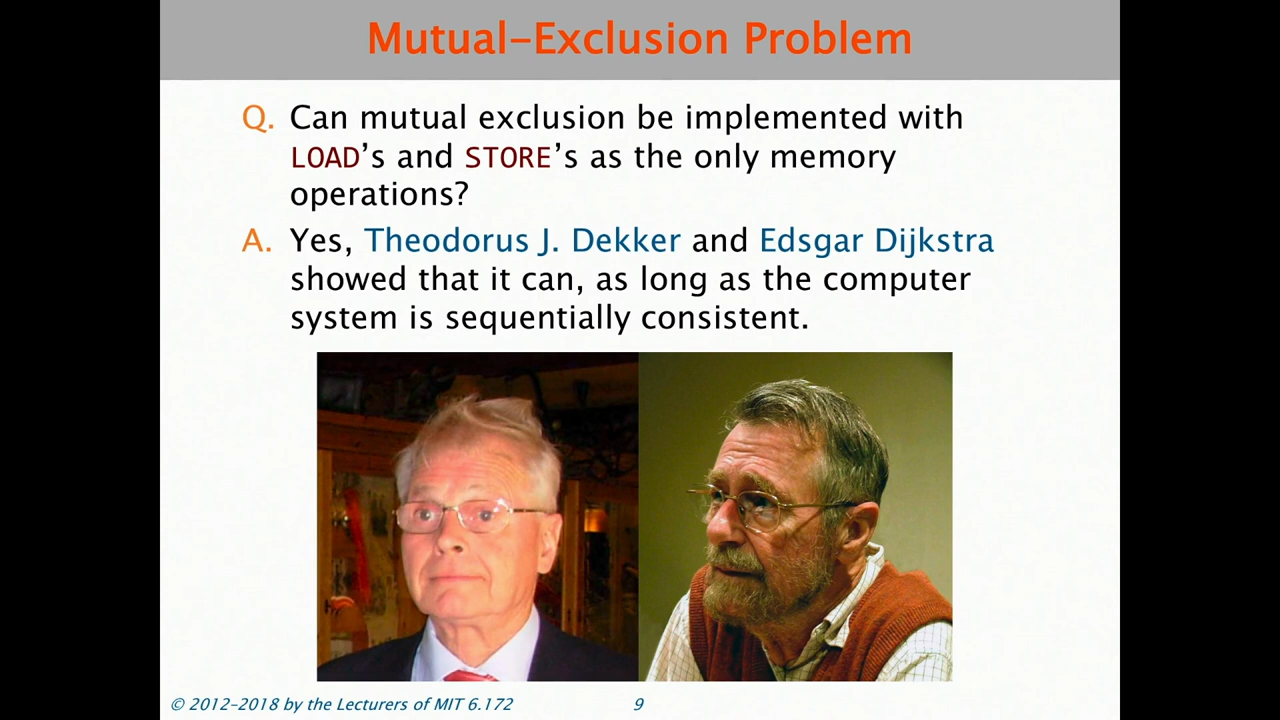 Mutual–Exclusion Problem
Q. Can mutual exclusion be implemented with
LOAD’s and STORE’s as the only memory
operations?
A. Yes, Theodorus J. Dekker and Edsgar Dijkstra
showed that it can, as long as the computer
system is sequentially consistent.
© 2012–2018 by the Lecturers of MIT 6.172
9